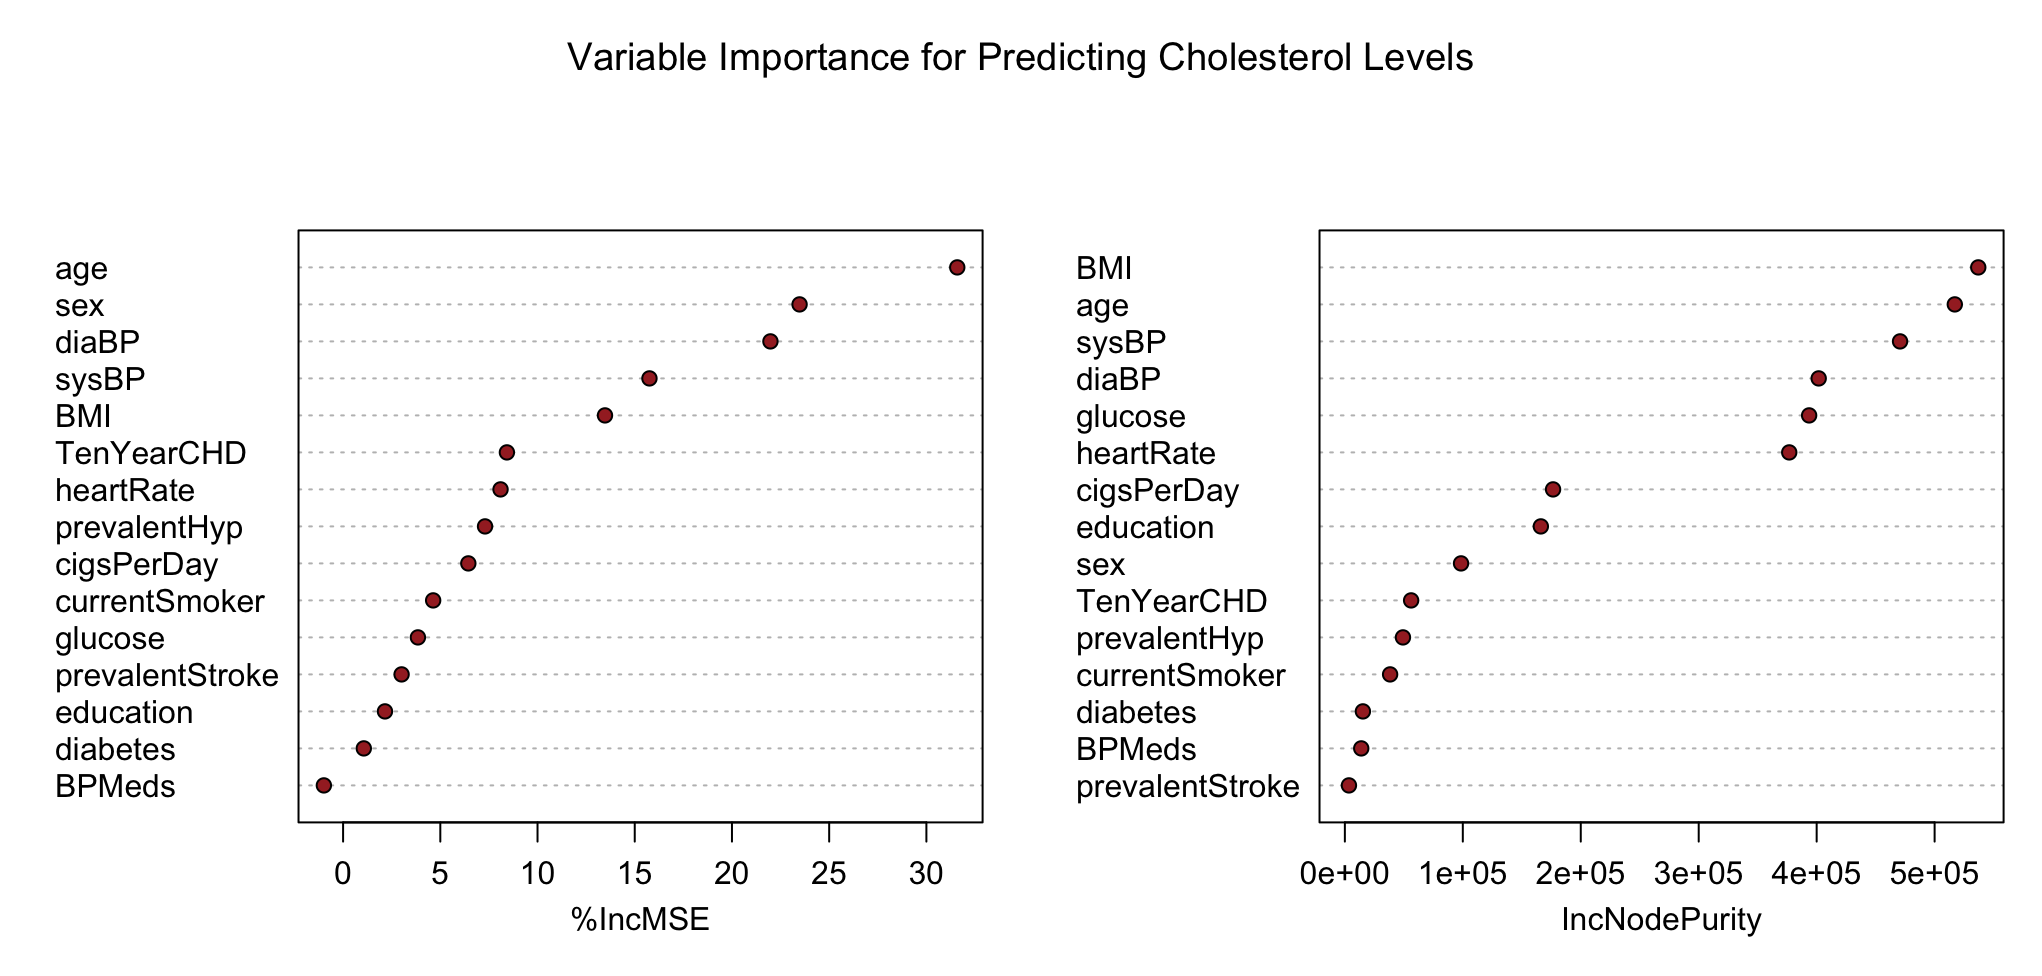 Variable Importance for Predicting Cholesterol Levels
age
sex
diaBP
sysBP
BMI
TenYearCHD
heartRate
prevalentHyp
cigsPerDay
currentSmoker
glucose
prevalentStroke
education
diabetes
BPMeds
0 5 10 15 20 25 30
%IncMSE
BMI
age
sysBP
diaBP
glucose
heartRate
cigsPerDay
education
sex
TenYearCHD
prevalentHyp
currentSmoker
diabetes
BPMeds
prevalentStroke
0e+00 1e+05 2e+05 3e+05 4e+05 5e+05
IncNodePurity